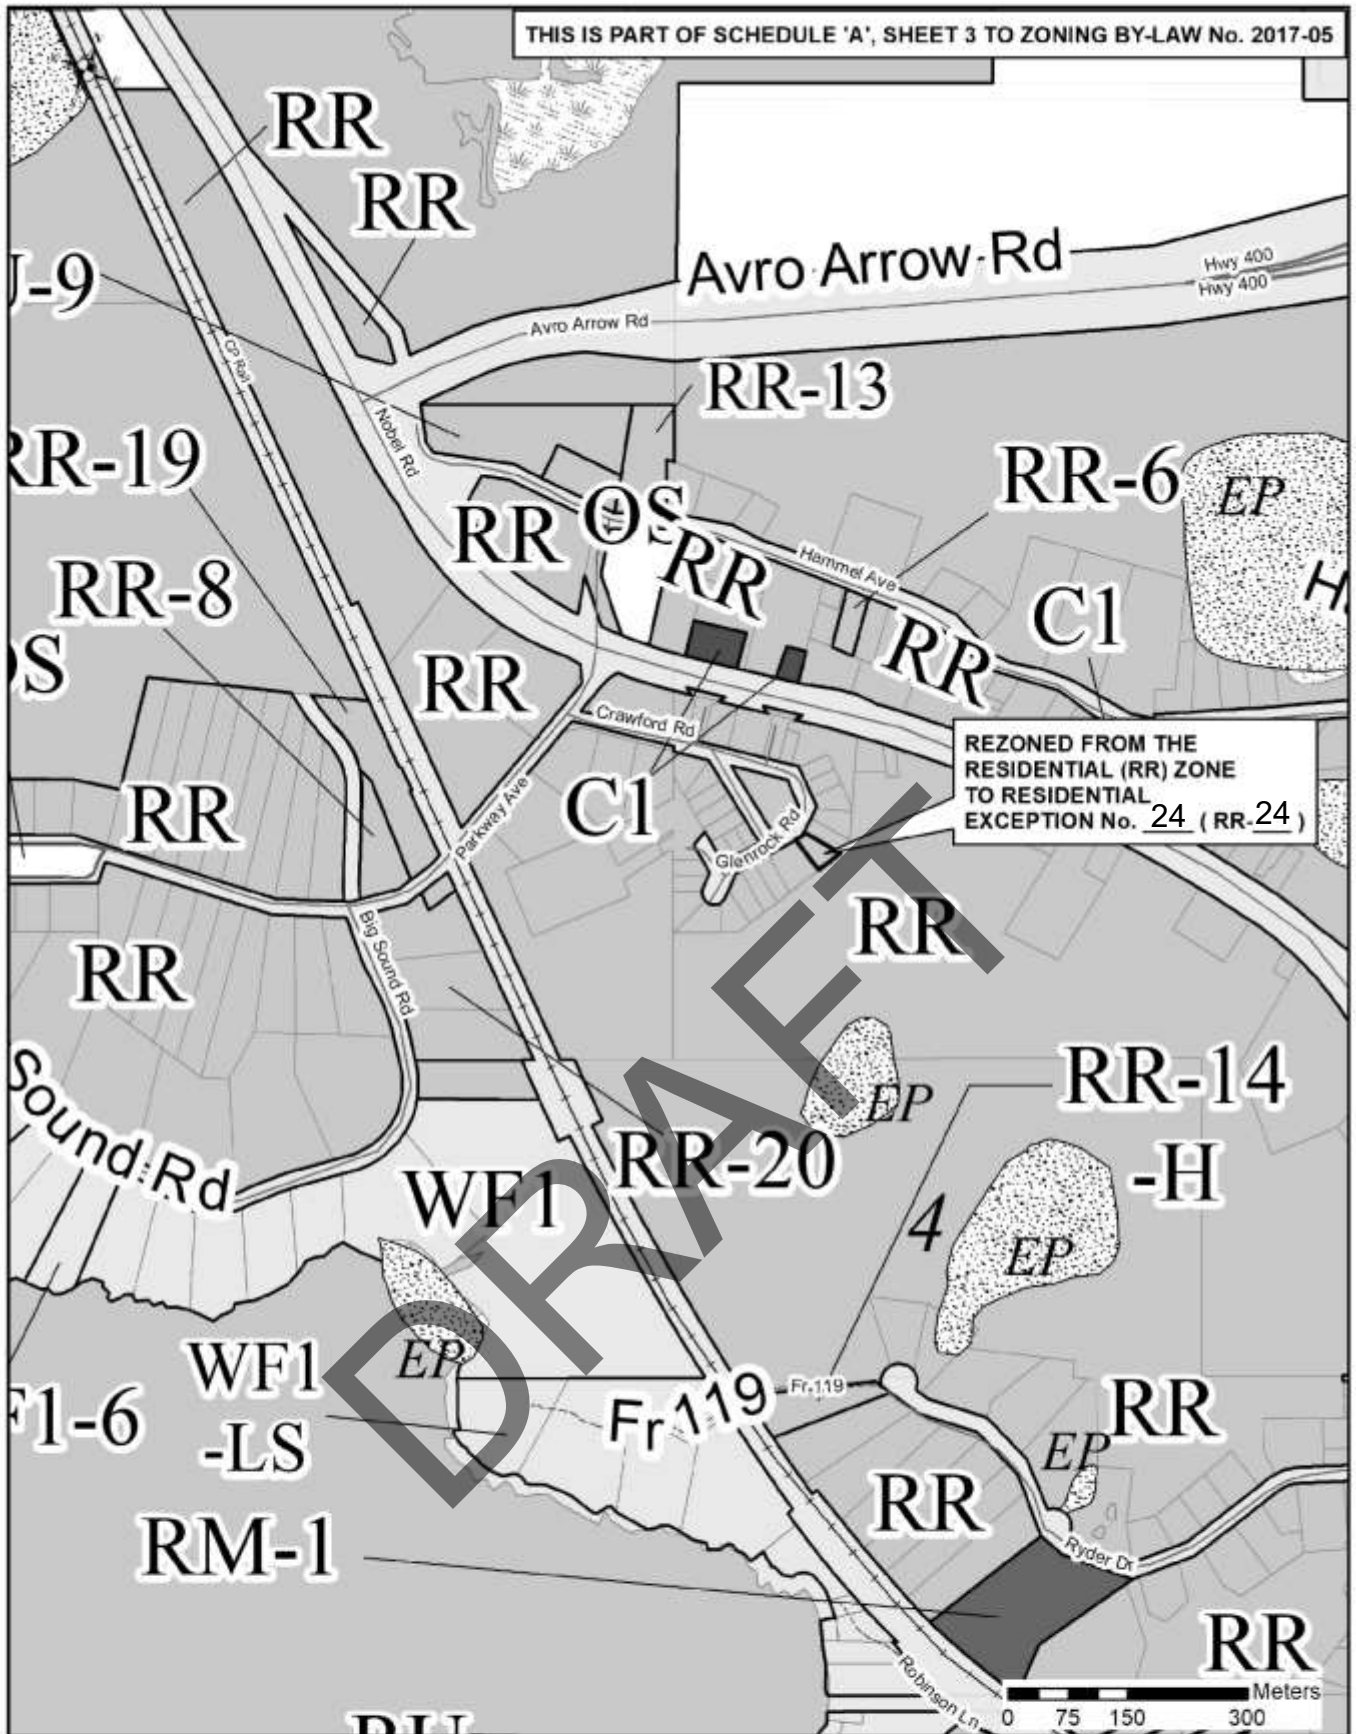 THIS IS PART OF SCHEDULE 'A', SHEET 3 TO ZONING BY-LAW No. 2017-05
RR
RR
Avro Arrow Rd
Hwy 400
Hwy 400
-9
Avro Arrow Rd
CP Rail
RR-13
Nobel Rd
RR-19
RR-6
EP
RR
OS
RR
Hammel Ave
RR-8
C1
RR
RR
Crawford Rd
REZONED FROM THE
RESIDENTIAL (RR) ZONE
TO RESIDENTIAL
EXCEPTION No. 24 ( RR-24 )
RR
C1
Parkway Ave
Glenrock Rd
RR
RR
Big Sound Rd
DRAFT
EP
RR-14
-H
Sound Rd
RR-20
WF1
4
EP
EP
WF1
-LS
F1-6
Fr 119
Fr 119
RR
EP
RR
RM-1
Ryder Dr
RR
Robinson Ln
Meters
0 75 150 300